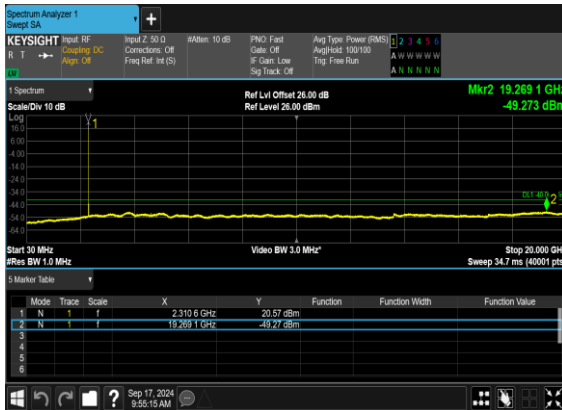 Spectrum Analyzer 1
Swept SA
KEYSIGHT Input: RF Input Z: 50 Ω #Atten: 10 dB PNO: Fast Avg Type: Power (RMS) 1 2 3 4 5 6
R T Coupling: DC Corrections: Off Gate: Off Avg|Hold: 100/100 A W W W W W
Align: Off Freq Ref: Int (S) IF Gain: Low Trig: Free Run
LXI Sig Track: Off A N N N N N
1 Spectrum Ref Lvl Offset 26.00 dB Mkr2 19.269 1 GHz
Scale/Div 10 dB Ref Level 26.00 dBm -49.273 dBm
Log
16.0 1
6.00
-4.00
-14.0
-24.0
-34.0
-44.0 2
-54.0
-64.0
Start 30 MHz Video BW 3.0 MHz* Stop 20.000 GHz
#Res BW 1.0 MHz Sweep 34.7 ms (40001 pts)
5 Marker Table
Mode Trace Scale X Y Function Function Width Function Value
1 N 1 f 2.310 6 GHz 20.57 dBm
2 N 1 f 19.269 1 GHz -49.27 dBm
3
4
5
6
? Sep 17, 2024
9:55:15 AM